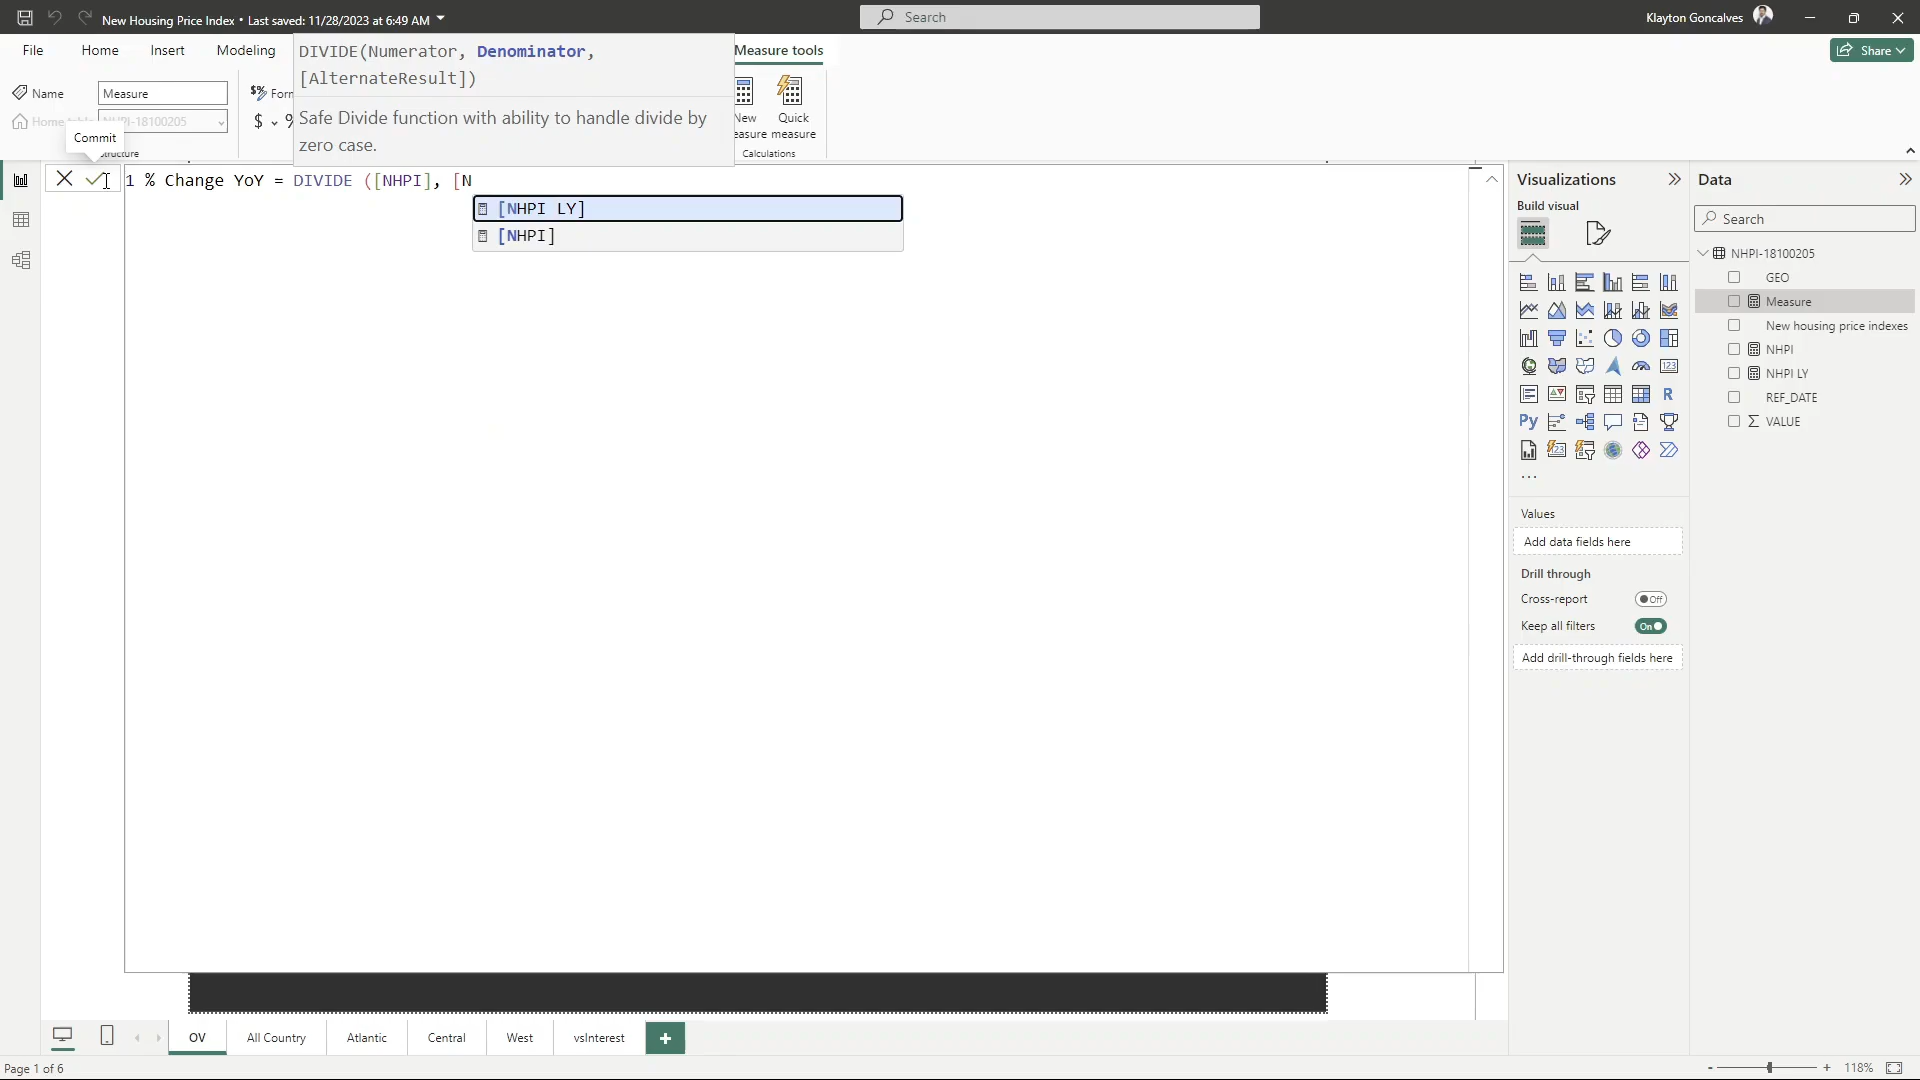 New Housing Price Index • Last saved: 11/28/2023 at 6:49 AM
Search
Klayton Goncalves
File
Home
Insert
Modeling
DIVIDE(Numerator, Denominator,
[AlternateResult])
Safe Divide function with ability to handle divide by
zero case.
Measure tools
Share
Name
Measure
Home
NHPI-18100205
Commit
$
%
Quick
measure
Calculations
1 % Change YoY = DIVIDE ([NHPI], [N
[NHPI LY]
[NHPI]
Visualizations
Build visual
R
Py
123
...
Values
Add data fields here
Drill through
Cross-report
Off
Keep all filters
On
Add drill-through fields here
Data
Search
NHPI-18100205
GEO
Measure
New housing price indexes
NHPI
NHPI LY
REF_DATE
Σ VALUE
OV
All Country
Atlantic
Central
West
vsInterest
+
Page 1 of 6
- + 118%